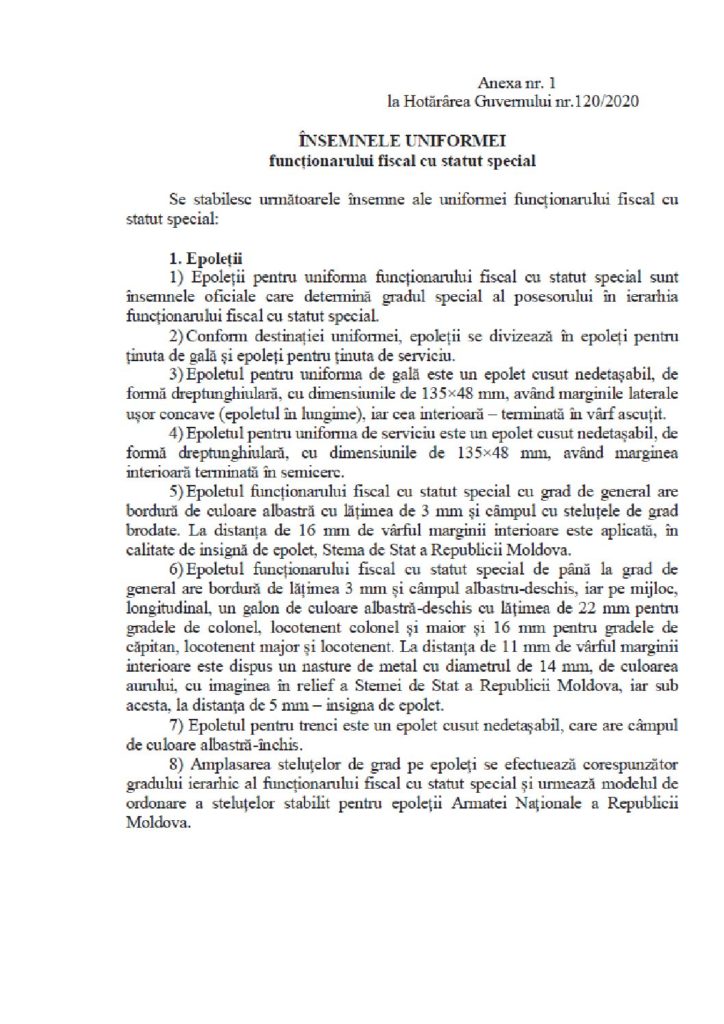 Anexa nr. 1
la Hotărârea Guvernului nr.120/2020
ÎNSEMNELE UNIFORMEI
funcționarului fiscal cu statut special
Se stabilesc următoarele însemne ale uniformei funcționarului fiscal cu
statut special:
1. Epoleții
1) Epoleții pentru uniforma funcționarului fiscal cu statut special sunt
însemnele oficiale care determină gradul special al posesorului în ierarhia
funcționarului fiscal cu statut special.
2) Conform destinației uniformei, epoleții se divizează în epoleți pentru
ținuta de gală și epoleți pentru ținuta de serviciu.
3) Epoletul pentru uniforma de gală este un epolet cusut nedetașabil, de
formă dreptunghiulară, cu dimensiunile de 135×48 mm, având marginile laterale
ușor concave (epoletul în lungime), iar cea interioară – terminată în vârf ascuțit.
4) Epoletul pentru uniforma de serviciu este un epolet cusut nedetașabil, de
formă dreptunghiulară, cu dimensiunile de 135×48 mm, având marginea
interioară terminată în semicerc.
5) Epoletul funcționarului fiscal cu statut special cu grad de general are
bordură de culoare albastră cu lățimea de 3 mm și câmpul cu steluțele de grad
brodate. La distanța de 16 mm de vârful marginii interioare este aplicată, în
calitate de insignă de epolet, Stema de Stat a Republicii Moldova.
6) Epoletul funcționarului fiscal cu statut special de până la grad de
general are bordură de lățimea 3 mm și câmpul albastru-deschis, iar pe mijloc,
longitudinal, un galon de culoare albastră-deschis cu lățimea de 22 mm pentru
gradele de colonel, locotenent colonel și maior și 16 mm pentru gradele de
căpitan, locotenent major și locotenent. La distanța de 11 mm de vârful marginii
interioare este dispus un nasture de metal cu diametrul de 14 mm, de culoarea
aurului, cu imaginea în relief a Stemei de Stat a Republicii Moldova, iar sub
acesta, la distanța de 5 mm – insigna de epolet.
7) Epoletul pentru trenci este un epolet cusut nedetașabil, care are câmpul
de culoare albastră-închis.
8) Amplasarea steluțelor de grad pe epoleți se efectuează corespunzător
gradului ierarhic al funcționarului fiscal cu statut special și urmează modelul de
ordonare a steluțelor stabilit pentru epoleții Armatei Naționale a Republicii
Moldova.